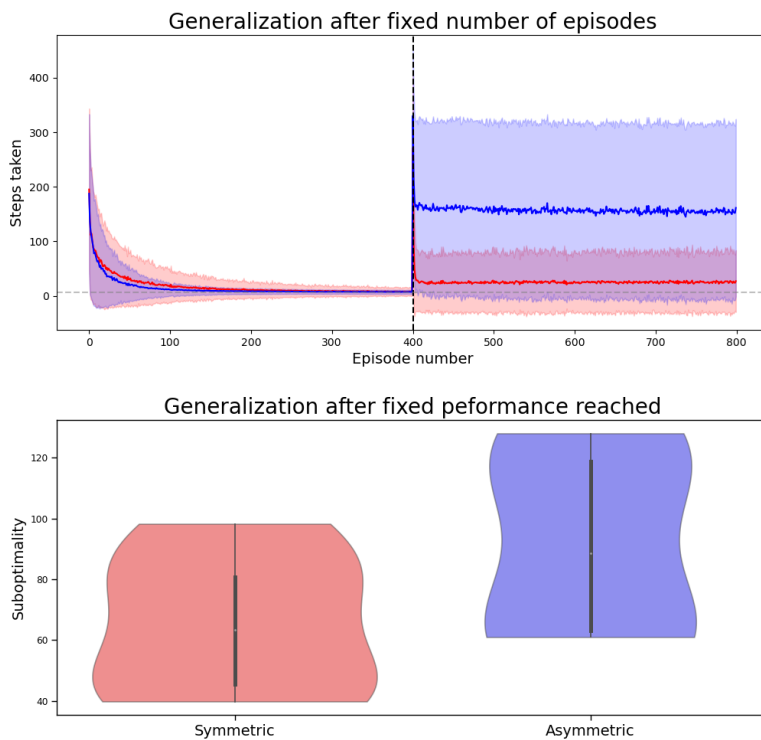 Generalization after fixed number of episodes
400
300
200
100
0
Steps taken
0 100 200 300 400 500 600 700 800
Episode number
Generalization after fixed peformance reached
120
100
80
60
40
Suboptimality
Symmetric Asymmetric